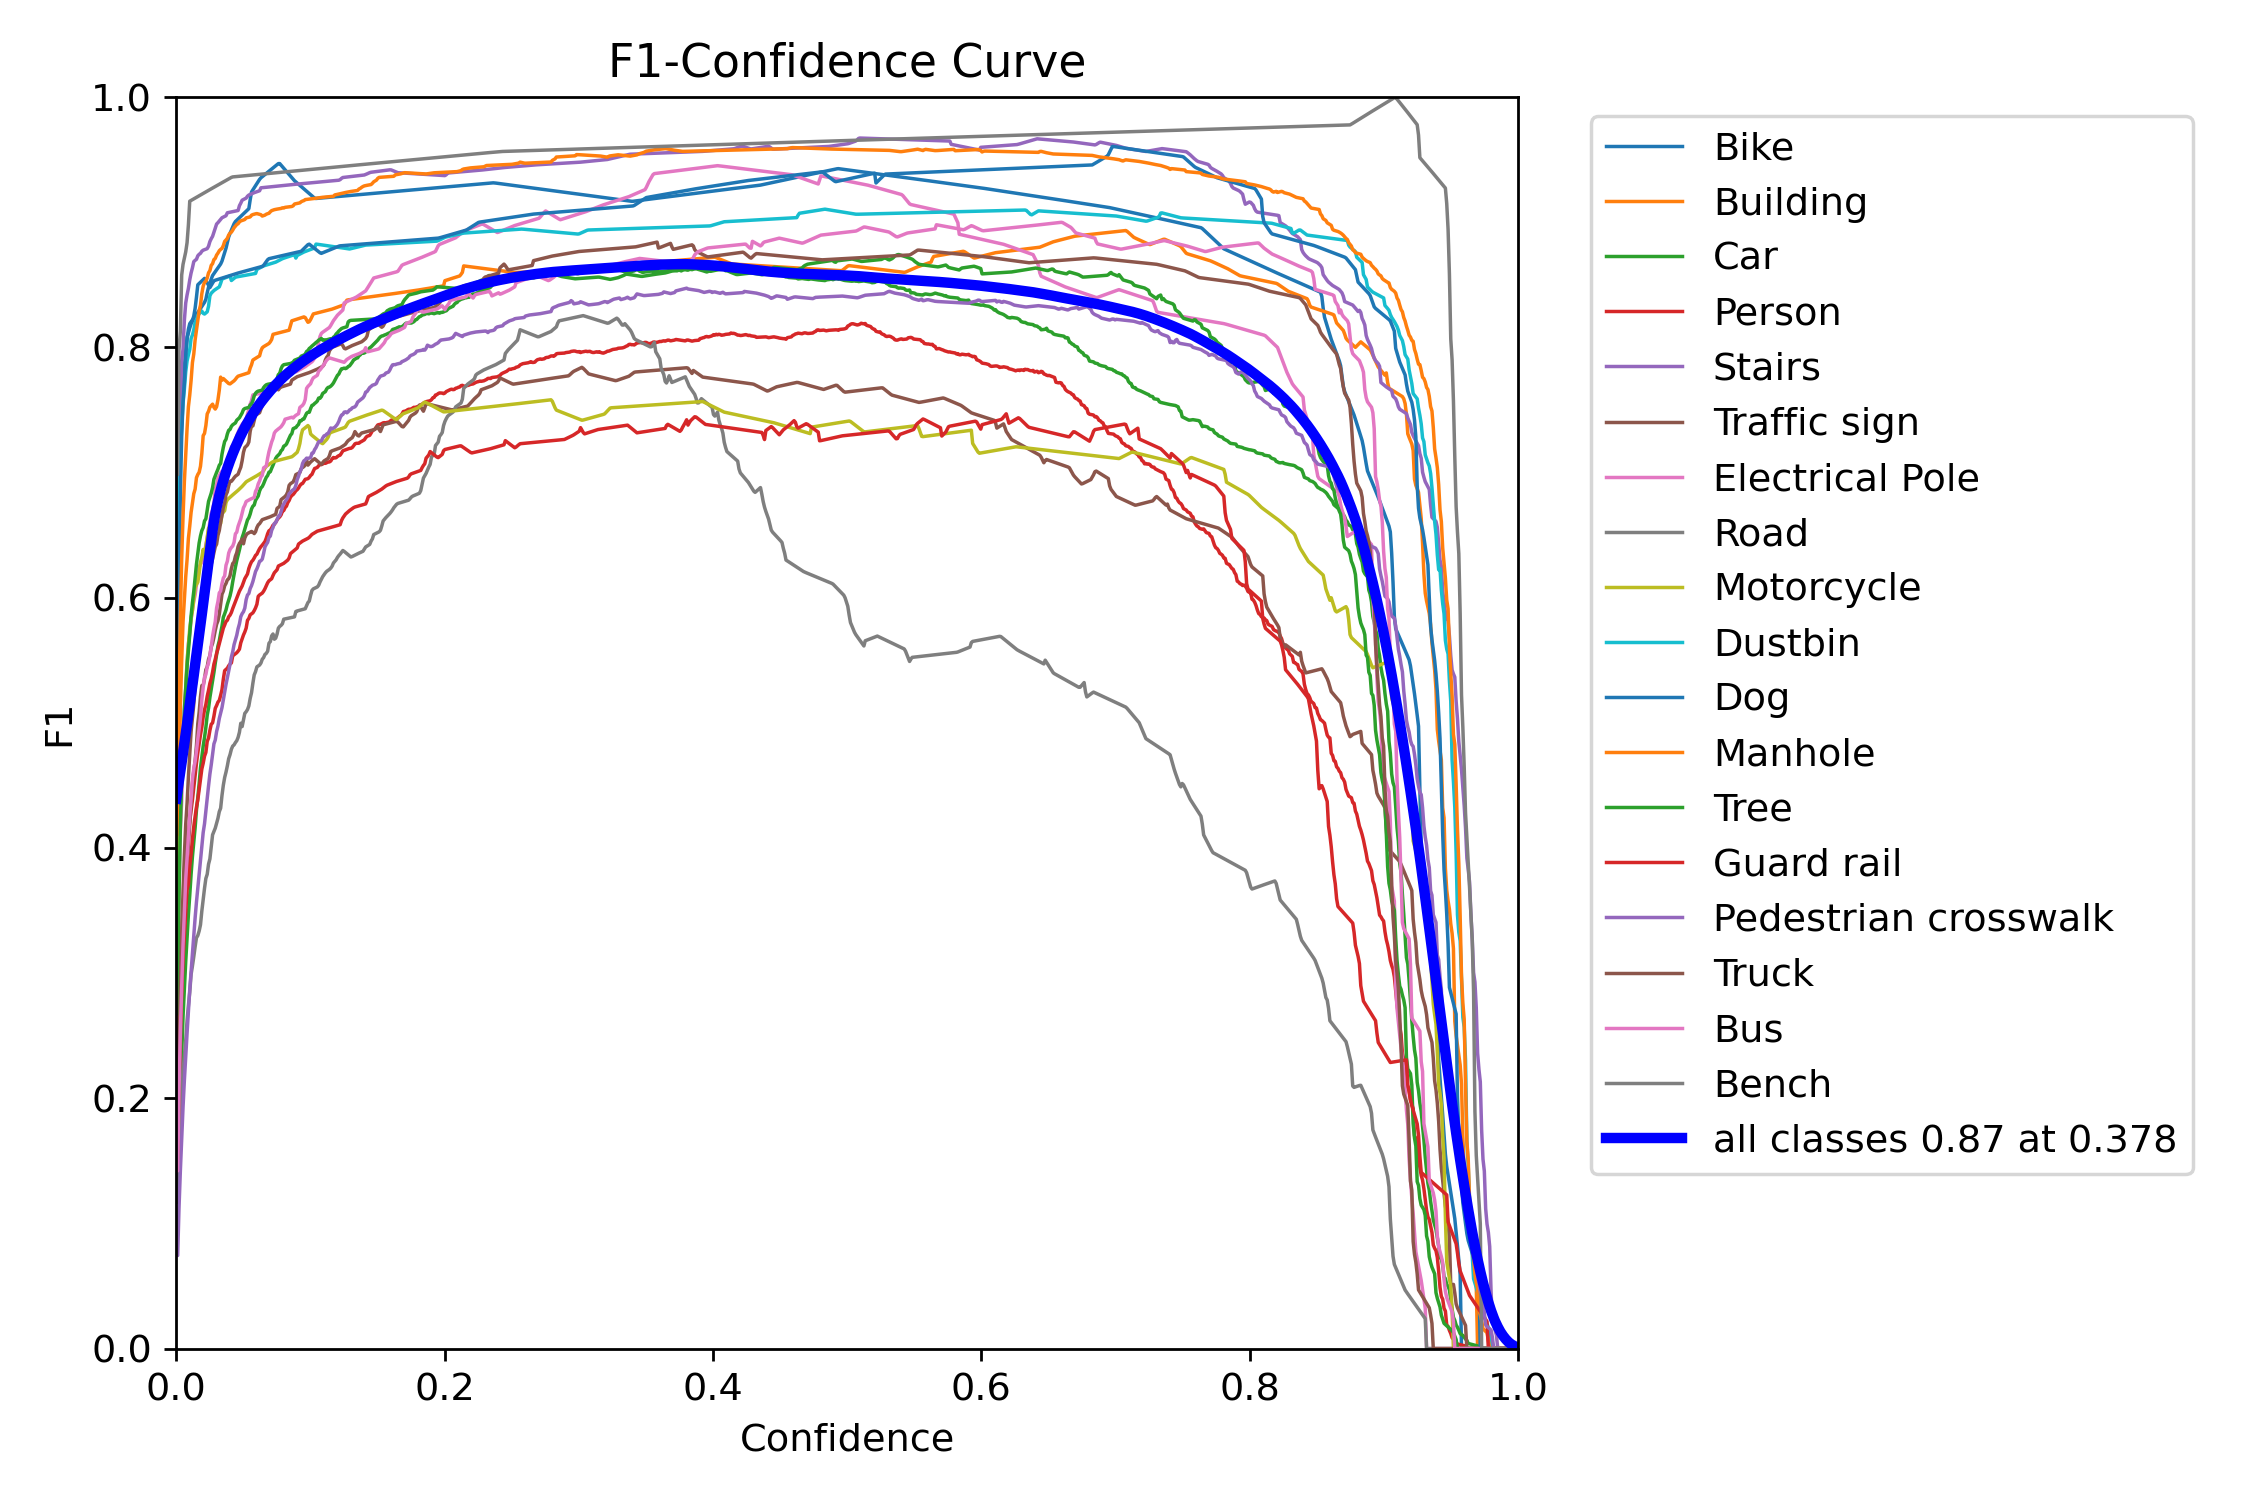 F1-Confidence Curve
1.0
0.8
0.6
0.4
0.2
0.0
F1
0.0 0.2 0.4 0.6 0.8 1.0
Confidence
Bike
Building
Car
Person
Stairs
Traffic sign
Electrical Pole
Road
Motorcycle
Dustbin
Dog
Manhole
Tree
Guard rail
Pedestrian crosswalk
Truck
Bus
Bench
all classes 0.87 at 0.378